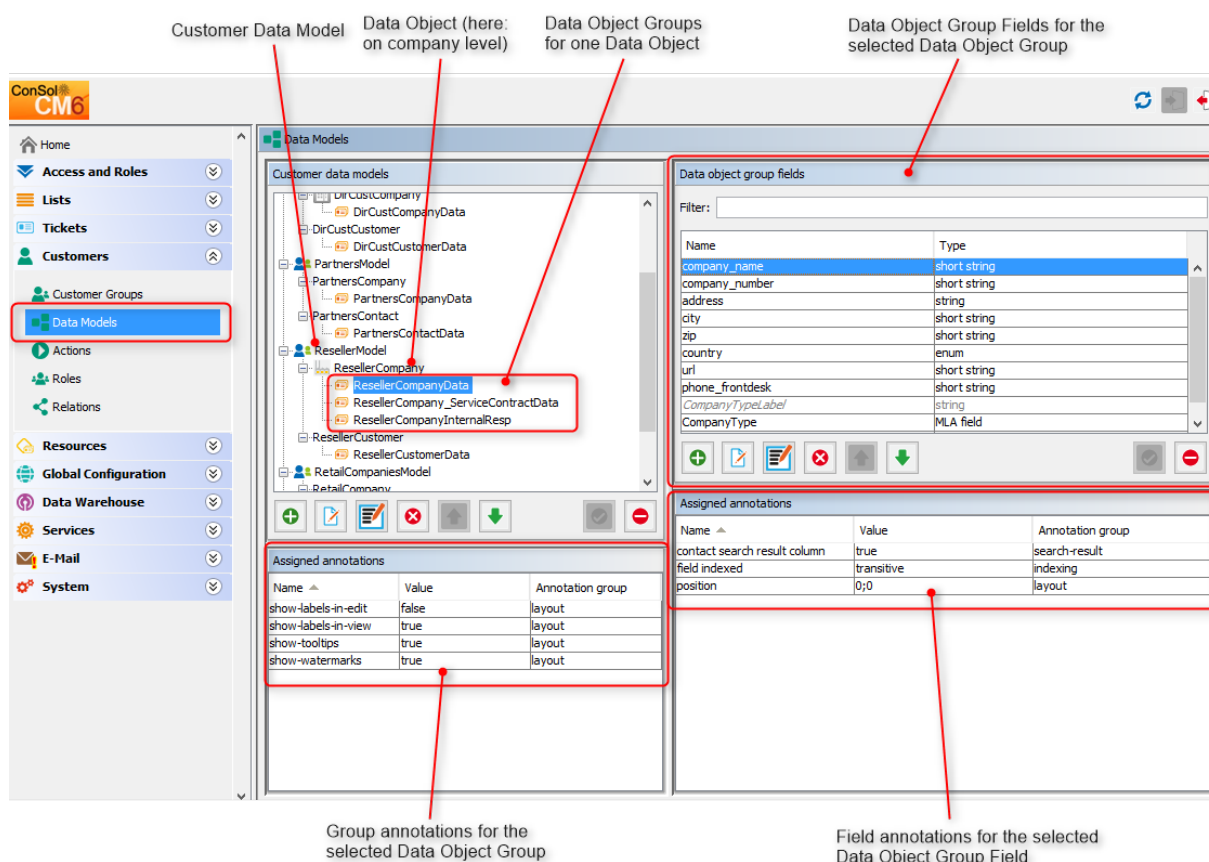 Customer Data Model
Data Object (here:
on company level)
Data Object Groups
for one Data Object
Data Object Group Fields for the
selected Data Object Group
ConSol
CM6
Home
Access and Roles
Lists
Tickets
Customers
Customer Groups
Data Models
Actions
Roles
Relations
Resources
Global Configuration
Data Warehouse
Services
E-Mail
System
Data Models
Customer data models
DirCustCompany
DirCustCompanyData
DirCustCustomer
DirCustCustomerData
PartnersModel
PartnersCompany
PartnersCompanyData
PartnersContact
PartnersContactData
ResellerModel
ResellerCompany
ResellerCompanyData
ResellerCompany_ServiceContractData
ResellerCompanyInternalResp
ResellerCustomer
ResellerCustomerData
RetailCompaniesModel
RetailCompany
Assigned annotations
Name Value Annotation group
show-labels-in-edit false layout
show-labels-in-view true layout
show-tooltips true layout
show-watermarks true layout
Data object group fields
Filter:
Name Type
company_name short string
company_number short string
address string
city short string
zip short string
country enum
url short string
phone_frontdesk short string
CompanyTypeLabel string
CompanyType MLA field
Assigned annotations
Name Value Annotation group
contact search result column true search-result
field indexed transitive indexing
position 0;0 layout
Group annotations for the
selected Data Object Group
Field annotations for the selected
Data Object Group Field